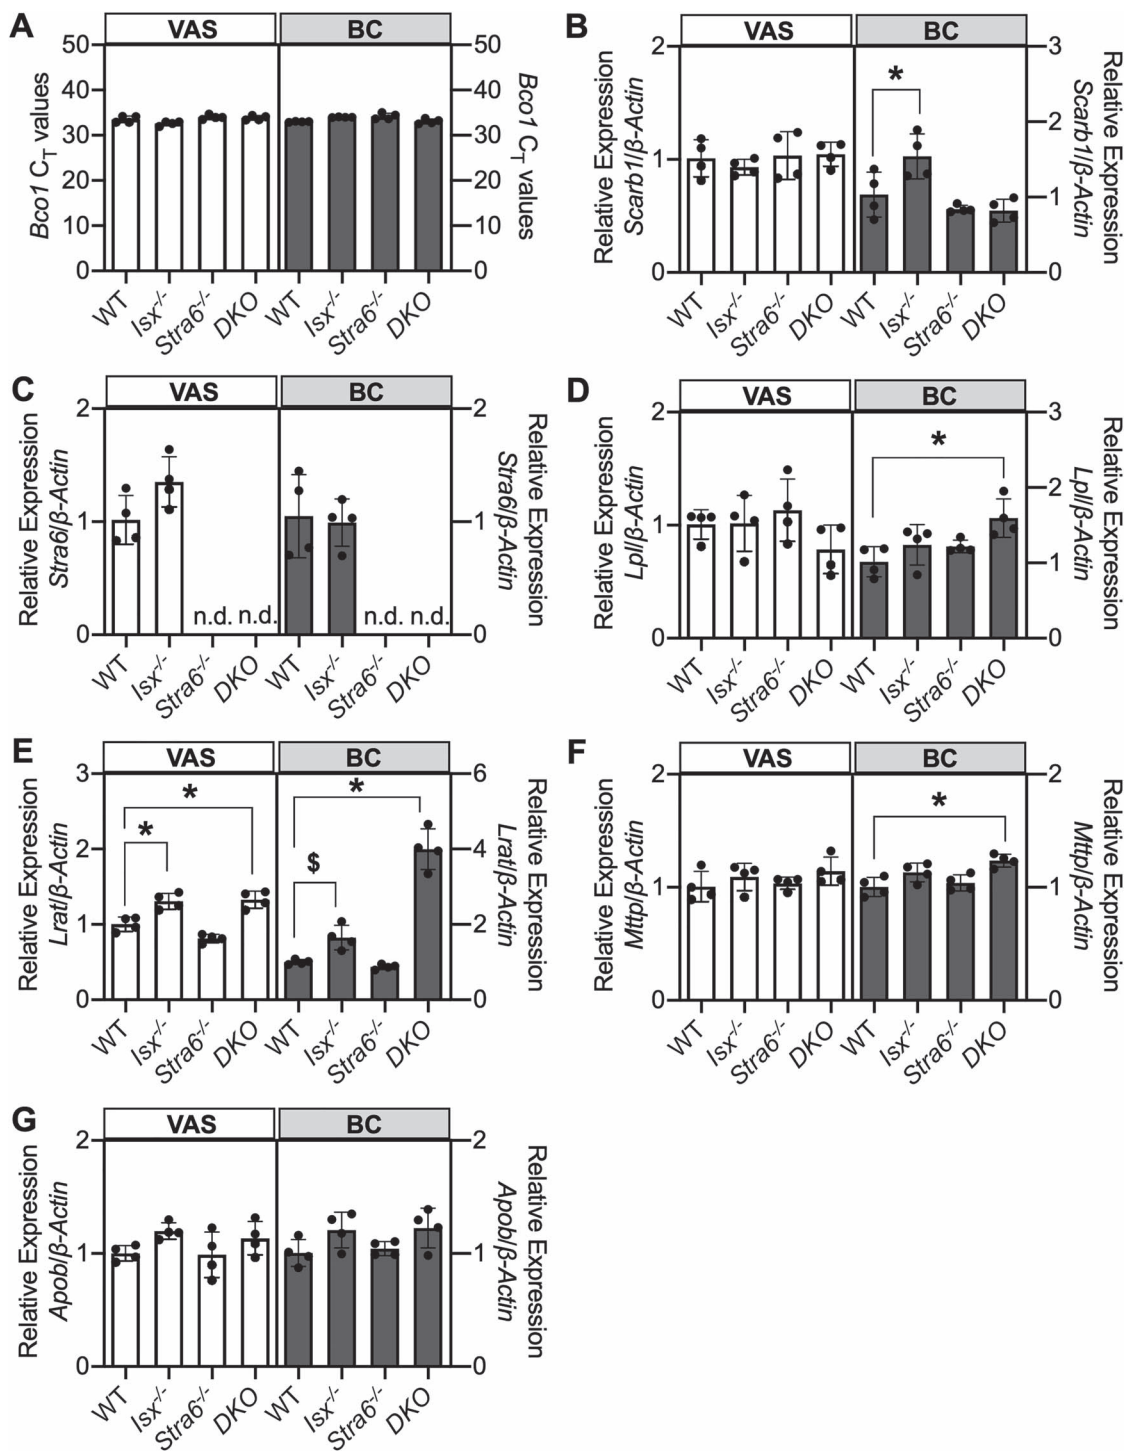 A
VAS BC
50 50
40 40
30 30
20 20
10 10
0 0
Bco1 C_T values
Bco1 C_T values
WT Isx-/- Stra6-/- DKO WT Isx-/- Stra6-/- DKO
B
VAS BC
2 3
*
2
1
1
0 0
Relative Expression
Scarb1/β-Actin
Relative Expression
Scarb1/β-Actin
WT Isx-/- Stra6-/- DKO WT Isx-/- Stra6-/- DKO
C
VAS BC
2 2
1 1
n.d. n.d. n.d. n.d.
0 0
Relative Expression
Stra6/β-Actin
Relative Expression
Stra6/β-Actin
WT Isx-/- Stra6-/- DKO WT Isx-/- Stra6-/- DKO
D
VAS BC
2 3
*
2
1
1
0 0
Relative Expression
Lpl/β-Actin
Relative Expression
Lpl/β-Actin
WT Isx-/- Stra6-/- DKO WT Isx-/- Stra6-/- DKO
E
VAS BC
3 6
* *
*
2 4
$
1 2
0 0
Relative Expression
Lrat/β-Actin
Relative Expression
Lrat/β-Actin
WT Isx-/- Stra6-/- DKO WT Isx-/- Stra6-/- DKO
F
VAS BC
2 2
*
1 1
0 0
Relative Expression
Mttp/β-Actin
Relative Expression
Mttp/β-Actin
WT Isx-/- Stra6-/- DKO WT Isx-/- Stra6-/- DKO
G
VAS BC
2 2
1 1
0 0
Relative Expression
Apob/β-Actin
Relative Expression
Apob/β-Actin
WT Isx-/- Stra6-/- DKO WT Isx-/- Stra6-/- DKO